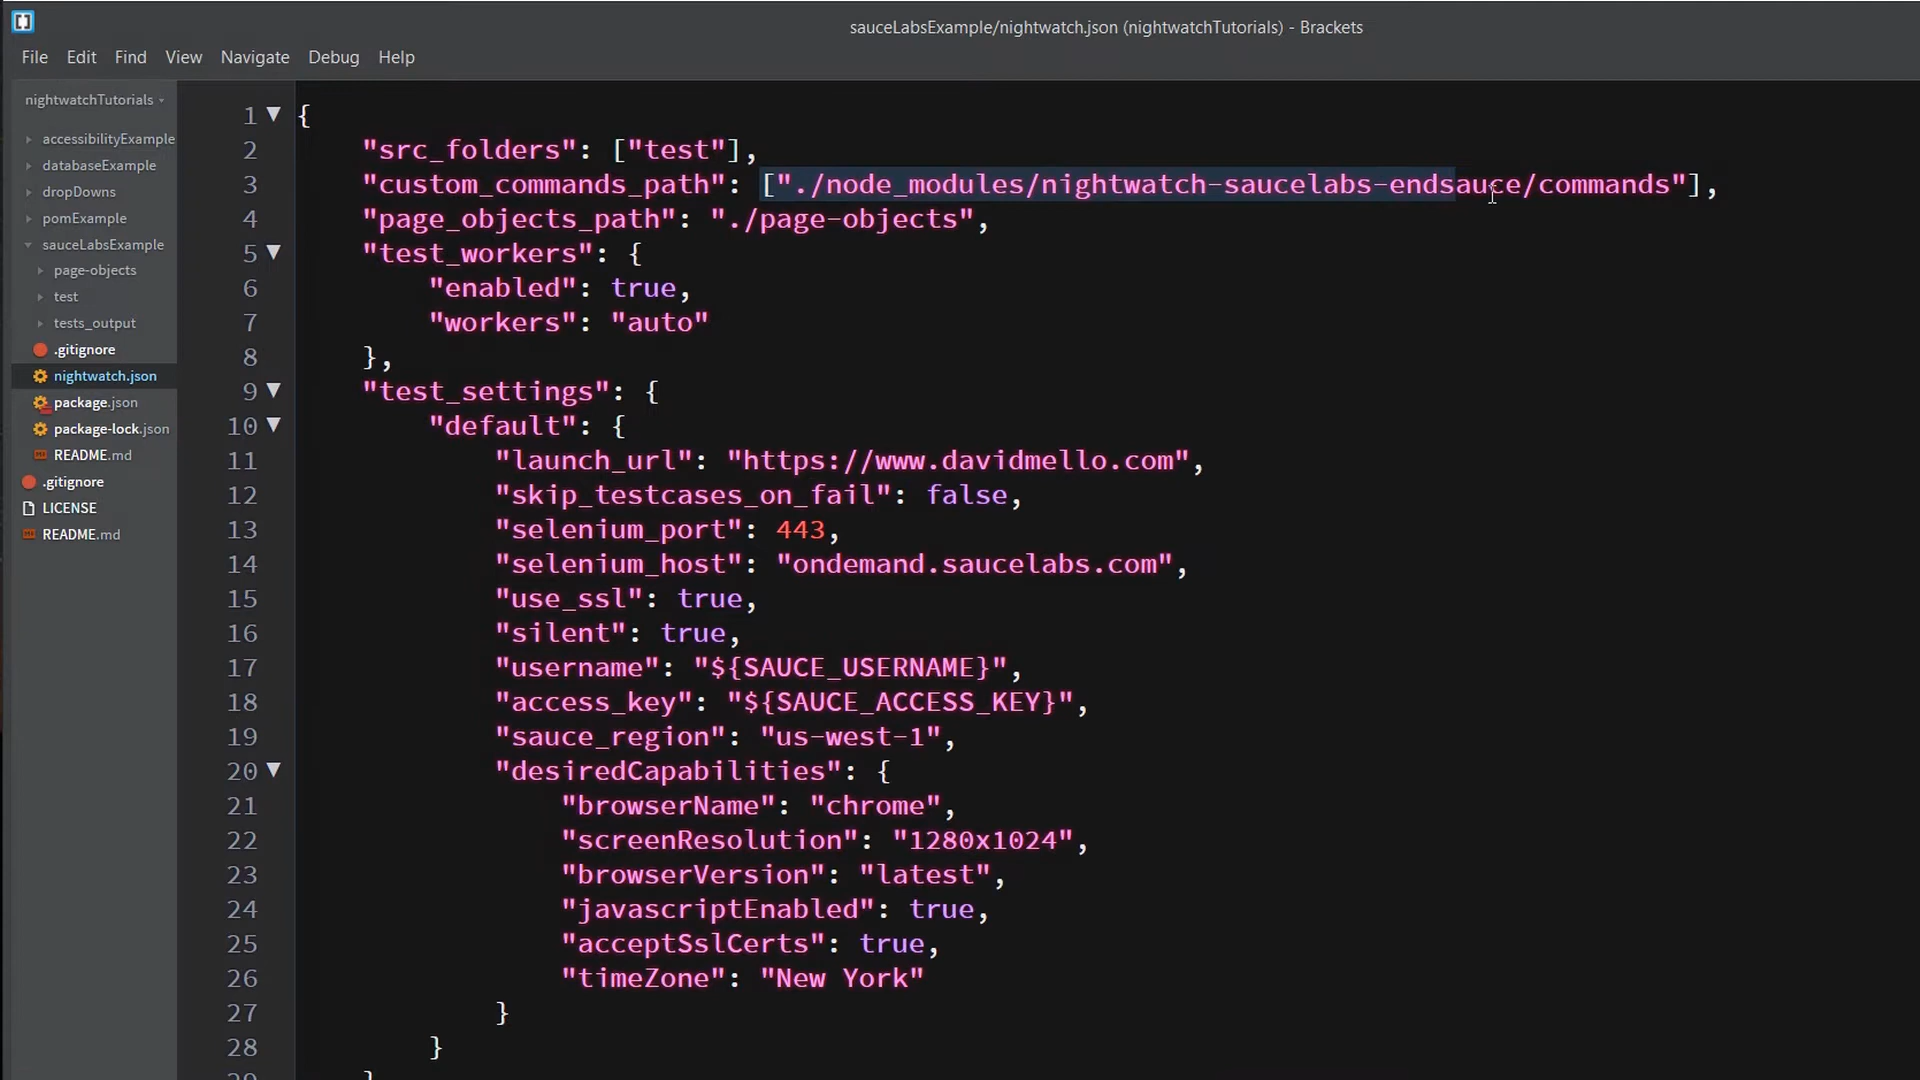 sauceLabsExample/nightwatch.json (nightwatchTutorials) - Brackets
File Edit Find View Navigate Debug Help
nightwatchTutorials
accessibilityExample
databaseExample
dropDowns
pomExample
sauceLabsExample
page-objects
test
tests_output
.gitignore
nightwatch.json
package.json
package-lock.json
README.md
.gitignore
LICENSE
README.md
1 {
2 "src_folders": ["test"],
3 "custom_commands_path": ["./node_modules/nightwatch-saucelabs-endsauce/commands"],
4 "page_objects_path": "./page-objects",
5 "test_workers": {
6 "enabled": true,
7 "workers": "auto"
8 },
9 "test_settings": {
10 "default": {
11 "launch_url": "https://www.davidmello.com",
12 "skip_testcases_on_fail": false,
13 "selenium_port": 443,
14 "selenium_host": "ondemand.saucelabs.com",
15 "use_ssl": true,
16 "silent": true,
17 "username": "${SAUCE_USERNAME}",
18 "access_key": "${SAUCE_ACCESS_KEY}",
19 "sauce_region": "us-west-1",
20 "desiredCapabilities": {
21 "browserName": "chrome",
22 "screenResolution": "1280x1024",
23 "browserVersion": "latest",
24 "javascriptEnabled": true,
25 "acceptSslCerts": true,
26 "timeZone": "New York"
27 }
28 }
29 }